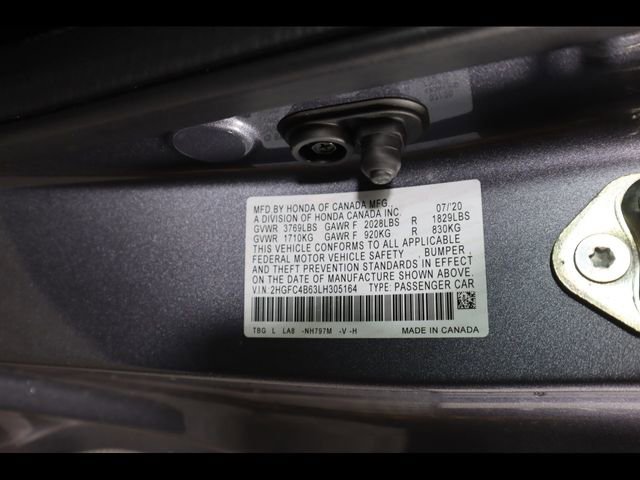 MFD.BY HONDA OF CANADA MFG., 07/'20
A DIVISION OF HONDA CANADA INC.
GVWR 3769LBS GAWR F 2028LBS R 1829LBS
GVWR 1710KG GAWR F 920KG R 830KG
THIS VEHICLE CONFORMS TO ALL APPLICABLE
FEDERAL MOTOR VEHICLE SAFETY, BUMPER
AND THEFT PREVENTION STANDARDS IN EFFECT
ON THE DATE OF MANUFACTURE SHOWN ABOVE.
V.I.N: 2HGFC4B63LH305164 TYPE: PASSENGER CAR
TBG L LA8 -NH797M -V -H MADE IN CANADA